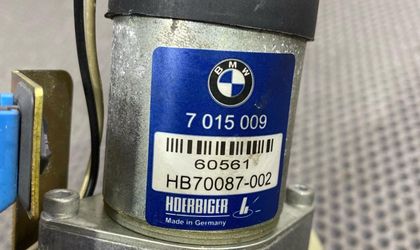 BMW
7 015 009
60561
HB70087-002
HOERBIGER
Made in Germany